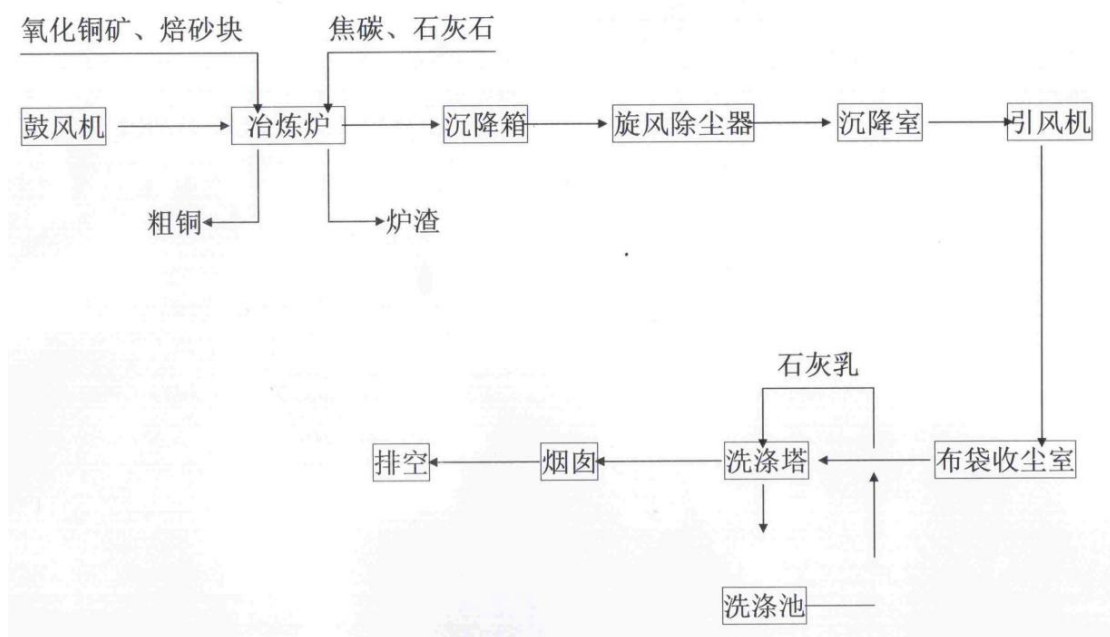 氧化铜矿、焙砂块
焦碳、石灰石
鼓风机
冶炼炉
沉降箱
旋风除尘器
沉降室
引风机
粗铜
炉渣
石灰乳
排空
烟囱
洗涤塔
布袋收尘室
洗涤池